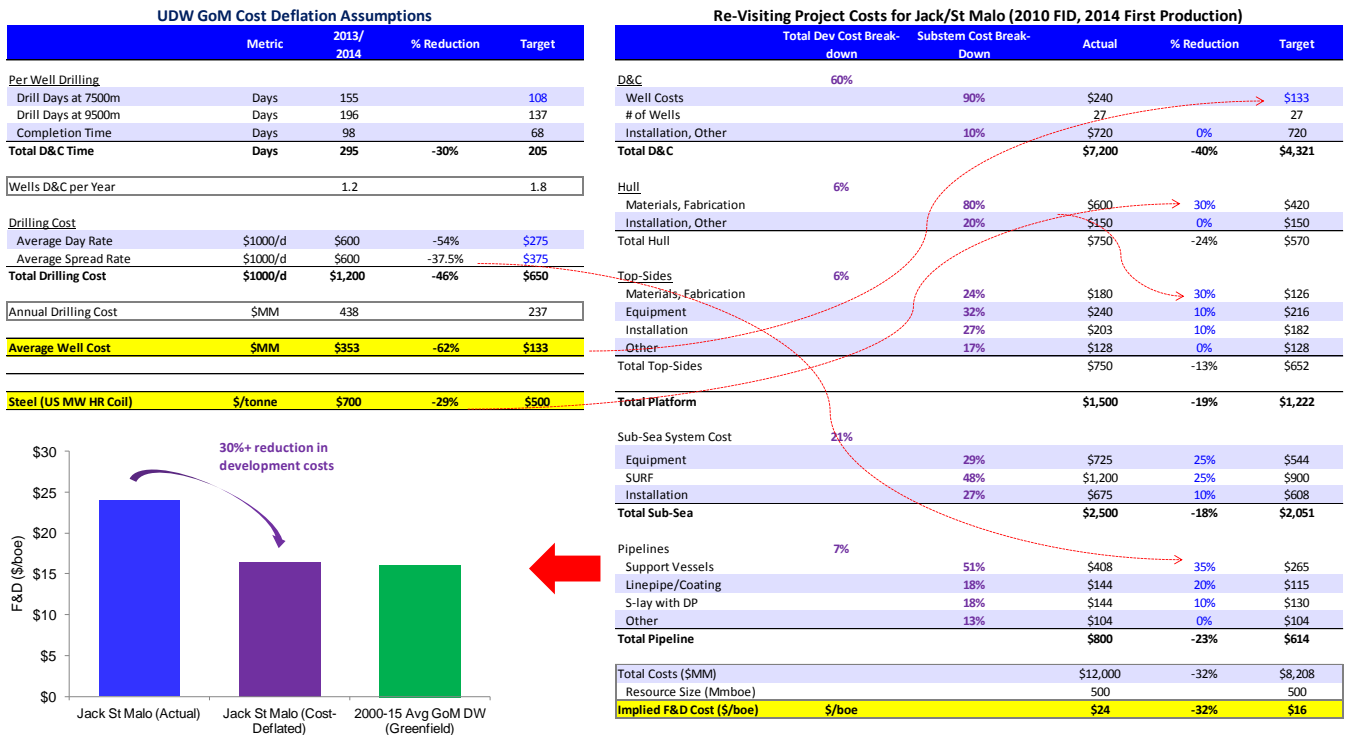 UDW GoM Cost Deflation Assumptions
Metric 2013/ 2014 % Reduction Target
Per Well Drilling
Drill Days at 7500m Days 155 108
Drill Days at 9500m Days 196 137
Completion Time Days 98 68
Total D&C Time Days 295 -30% 205
Wells D&C per Year 1.2 1.8
Drilling Cost
Average Day Rate $1000/d $600 -54% $275
Average Spread Rate $1000/d $600 -37.5% $375
Total Drilling Cost $1000/d $1,200 -46% $650
Annual Drilling Cost $MM 438 237
Average Well Cost $MM $353 -62% $133
Steel (US MW HR Coil) $/tonne $700 -29% $500
30%+ reduction in
development costs
F&D ($/boe)
$30
$25
$20
$15
$10
$5
$0
Jack St Malo (Actual)
Jack St Malo (Cost-
Deflated)
2000-15 Avg GoM DW
(Greenfield)
Re-Visiting Project Costs for Jack/St Malo (2010 FID, 2014 First Production)
Total Dev Cost Break- Substem Cost Break- Actual % Reduction Target
down Down
D&C 60%
Well Costs 90% $240 $133
# of Wells 27 27
Installation, Other 10% $720 0% 720
Total D&C $7,200 -40% $4,321
Hull 6%
Materials, Fabrication 80% $600 30% $420
Installation, Other 20% $150 0% $150
Total Hull $750 -24% $570
Top-Sides 6%
Materials, Fabrication 24% $180 30% $126
Equipment 32% $240 10% $216
Installation 27% $203 10% $182
Other 17% $128 0% $128
Total Top-Sides $750 -13% $652
Total Platform $1,500 -19% $1,222
Sub-Sea System Cost 21%
Equipment 29% $725 25% $544
SURF 48% $1,200 25% $900
Installation 27% $675 10% $608
Total Sub-Sea $2,500 -18% $2,051
Pipelines 7%
Support Vessels 51% $408 35% $265
Linepipe/Coating 18% $144 20% $115
S-lay with DP 18% $144 10% $130
Other 13% $104 0% $104
Total Pipeline $800 -23% $614
Total Costs ($MM) $12,000 -32% $8,208
Resource Size (Mmboe) 500 500
Implied F&D Cost ($/boe) $/boe $24 -32% $16